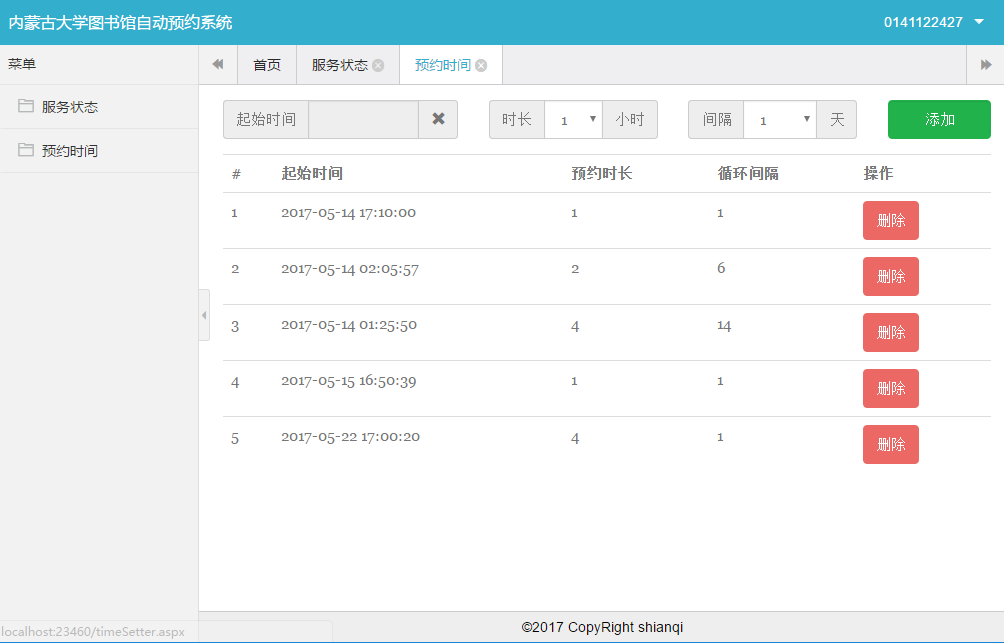 内蒙古大学图书馆自动预约系统 0141122427
菜单 首页 服务状态 预约时间
服务状态
预约时间
起始时间 时长 1 小时 间隔 1 天 添加
# 起始时间 预约时长 循环间隔 操作
1 2017-05-14 17:10:00 1 1 删除
2 2017-05-14 02:05:57 2 6 删除
3 2017-05-14 01:25:50 4 14 删除
4 2017-05-15 16:50:39 1 1 删除
5 2017-05-22 17:00:20 4 1 删除
localhost:23460/timeSetter.aspx
©2017 CopyRight shianqi